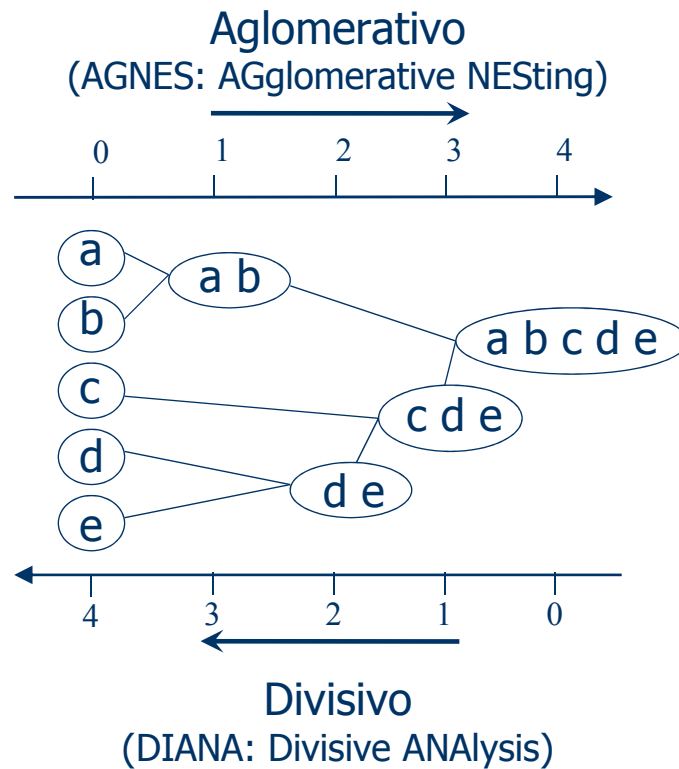 Aglomerativo
(AGNES: AGglomerative NESting)
0 1 2 3 4
a
a b
b
a b c d e
c
c d e
d
d e
e
4 3 2 1 0
Divisivo
(DIANA: Divisive ANAlysis)